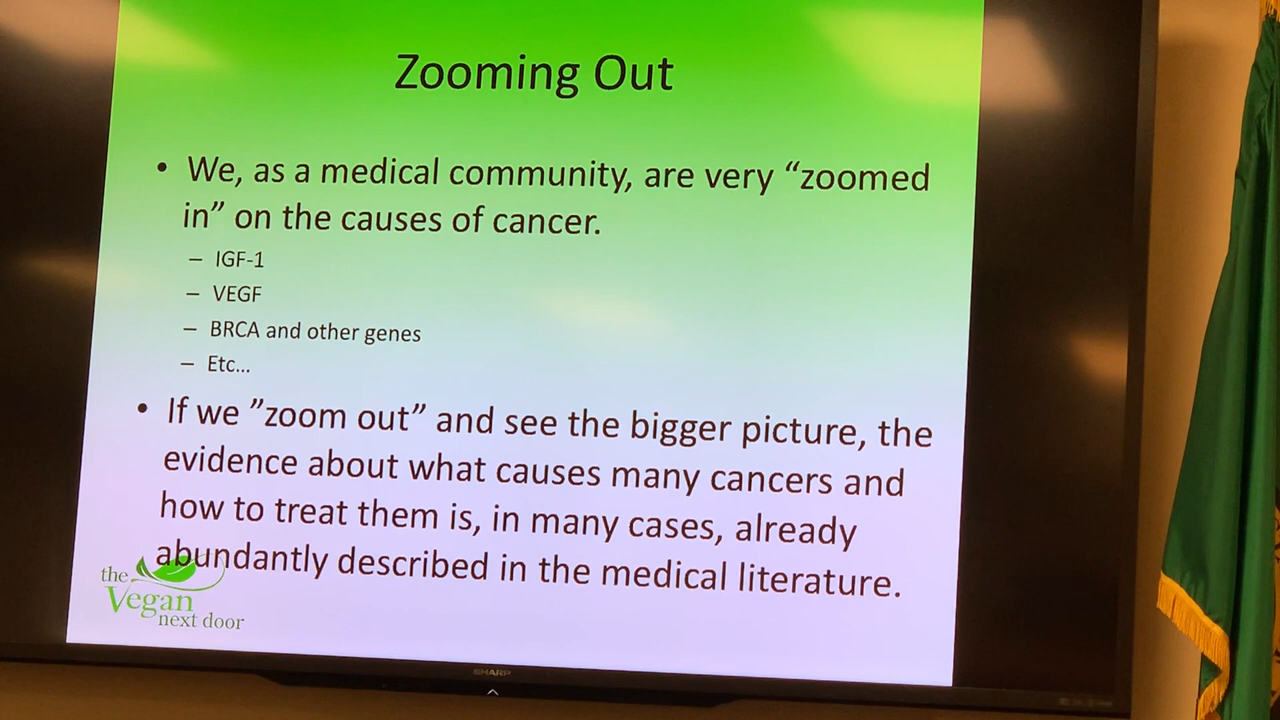 Zooming Out
• We, as a medical community, are very “zoomed
in” on the causes of cancer.
– IGF-1
– VEGF
– BRCA and other genes
– Etc...
• If we ”zoom out” and see the bigger picture, the
evidence about what causes many cancers and
how to treat them is, in many cases, already
abundantly described in the medical literature.
the
Vegan
next door
SHARP